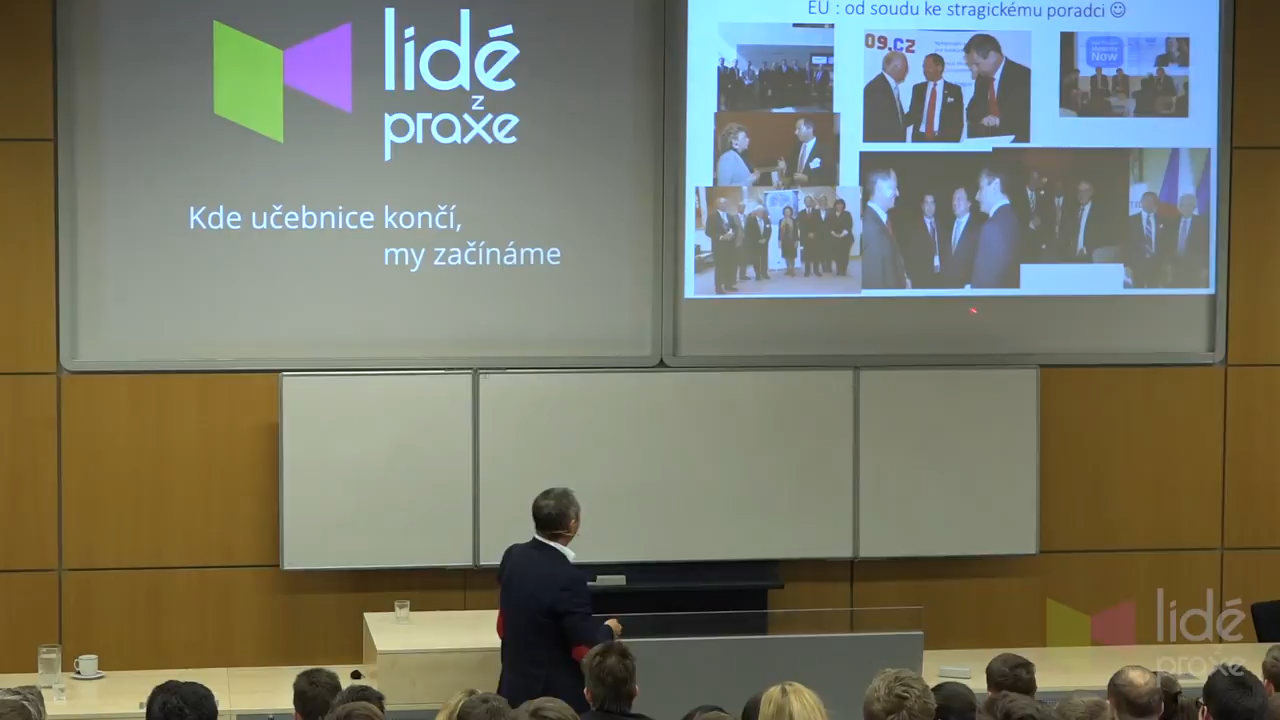 lidé
z
praxe
Kde učebnice končí,
my začínáme
EU : od soudu ke stragickému poradci ☺
09.CZ
Now
lidé
z
praxe